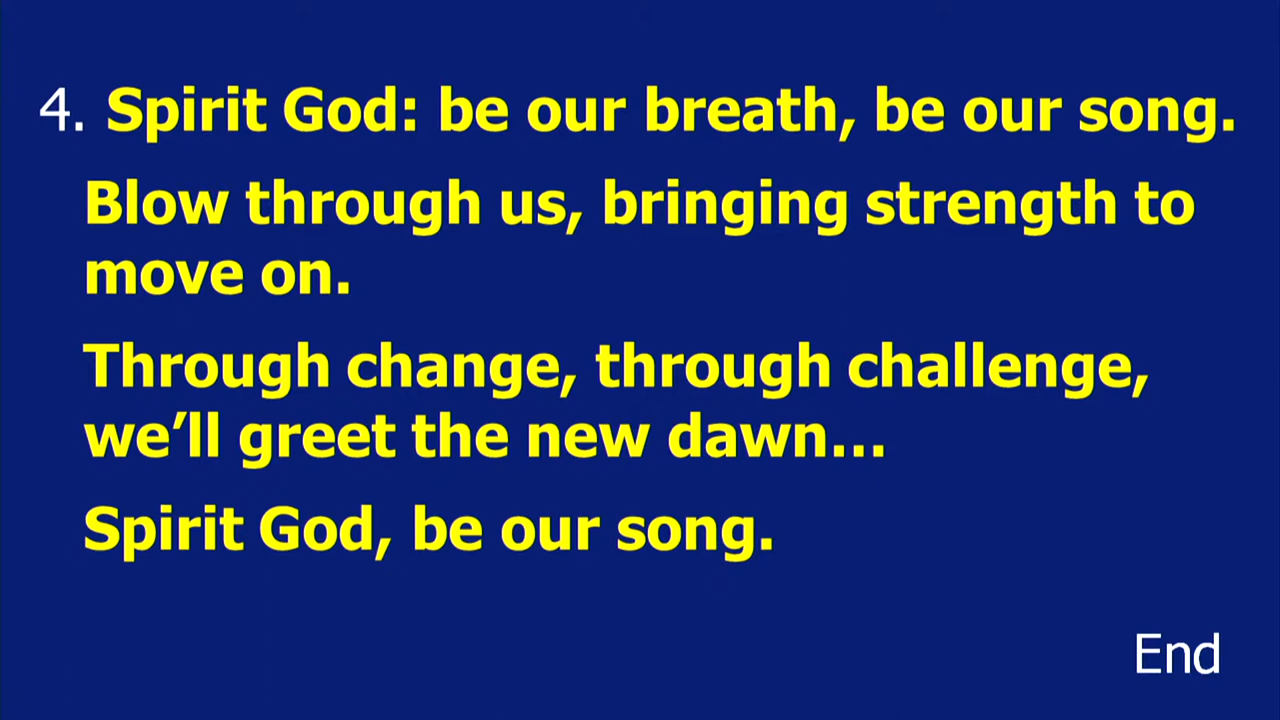 4. Spirit God: be our breath, be our song.
Blow through us, bringing strength to
move on.
Through change, through challenge,
we’ll greet the new dawn...
Spirit God, be our song.
End